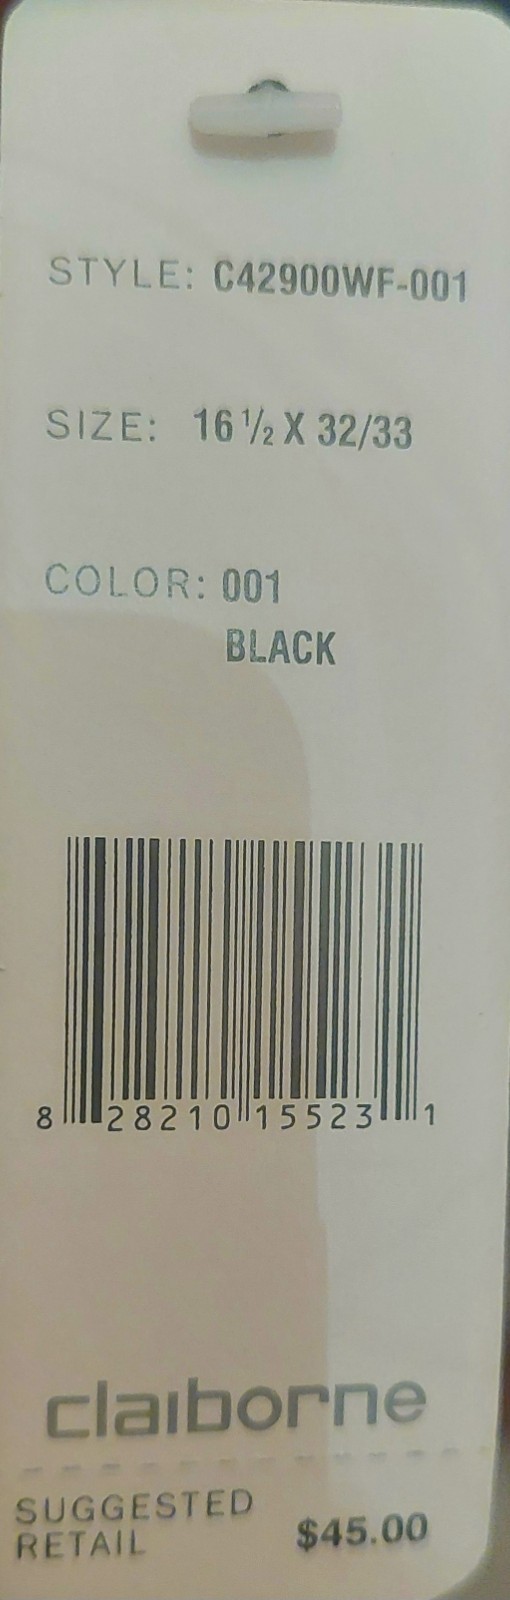 STYLE: C42900WF-001
SIZE: 16 1/2 X 32/33
COLOR: 001
BLACK
8 28210 15523 1
claiborne
SUGGESTED
RETAIL $45.00